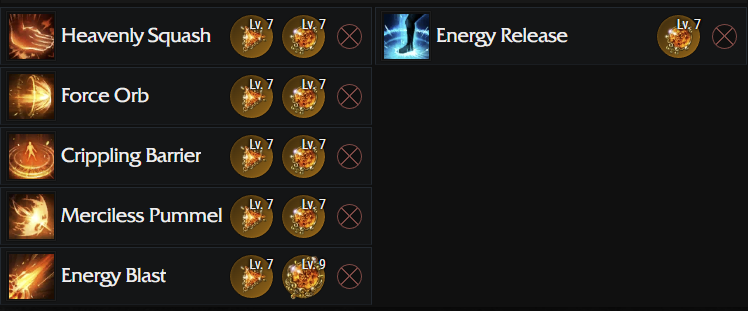 Heavenly Squash Lv. 7 Lv. 7
Energy Release Lv. 7
Force Orb Lv. 7 Lv. 7
Crippling Barrier Lv. 7 Lv. 7
Merciless Pummel Lv. 7 Lv. 7
Energy Blast Lv. 7 Lv. 9